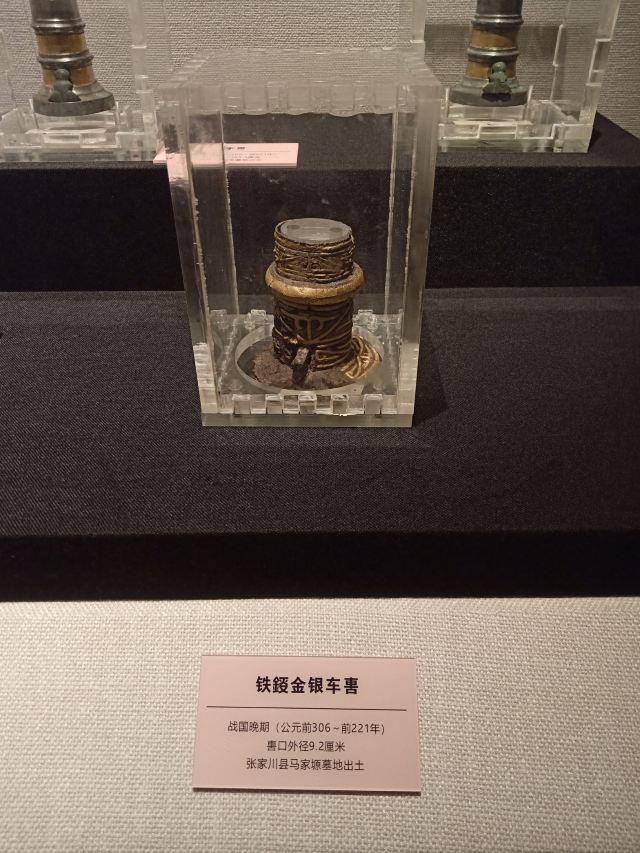 铁錽金银车軎
战国晚期（公元前306～前221年）
軎口外径9.2厘米
张家川县马家塬墓地出土